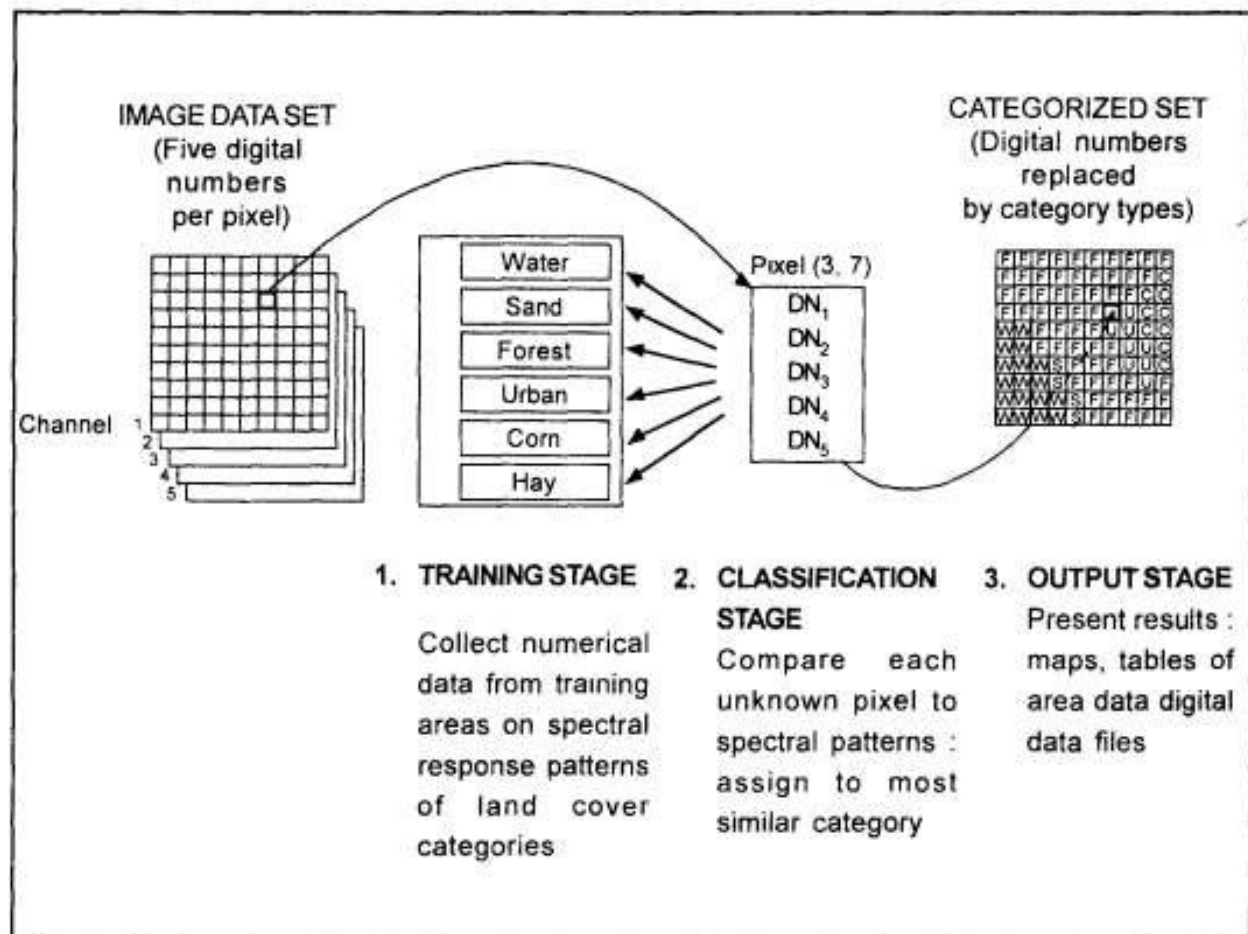 IMAGE DATA SET
(Five digital
numbers
per pixel)
Channel 1
2
3
4
5
Water
Sand
Forest
Urban
Corn
Hay
Pixel (3, 7)
DN1
DN2
DN3
DN4
DN5
CATEGORIZED SET
(Digital numbers
replaced
by category types)
F F F F F F F F F F
F F F F F F F F F C
1. TRAINING STAGE
Collect numerical
data from training
areas on spectral
response patterns
of land cover
categories
2. CLASSIFICATION
STAGE
Compare each
unknown pixel to
spectral patterns :
assign to most
similar category
3. OUTPUT STAGE
Present results :
maps, tables of
area data digital
data files